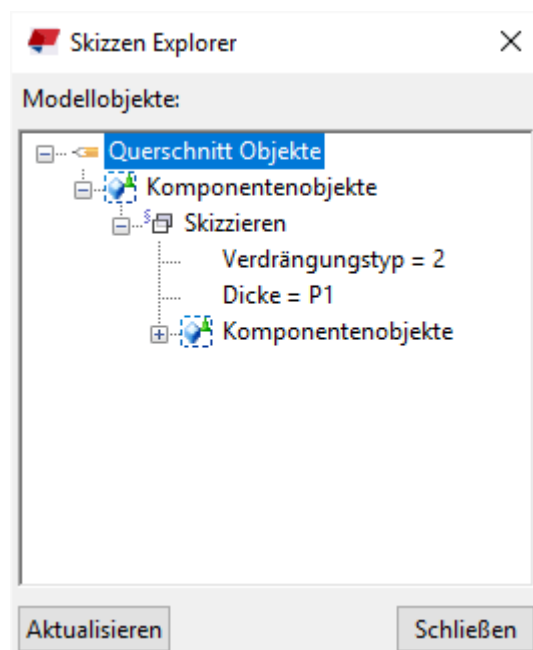 Skizzen Explorer
Modellobjekte:
Querschnitt Objekte
Komponentenobjekte
Skizzieren
Verdrängungstyp = 2
Dicke = P1
Komponentenobjekte
Aktualisieren
Schließen